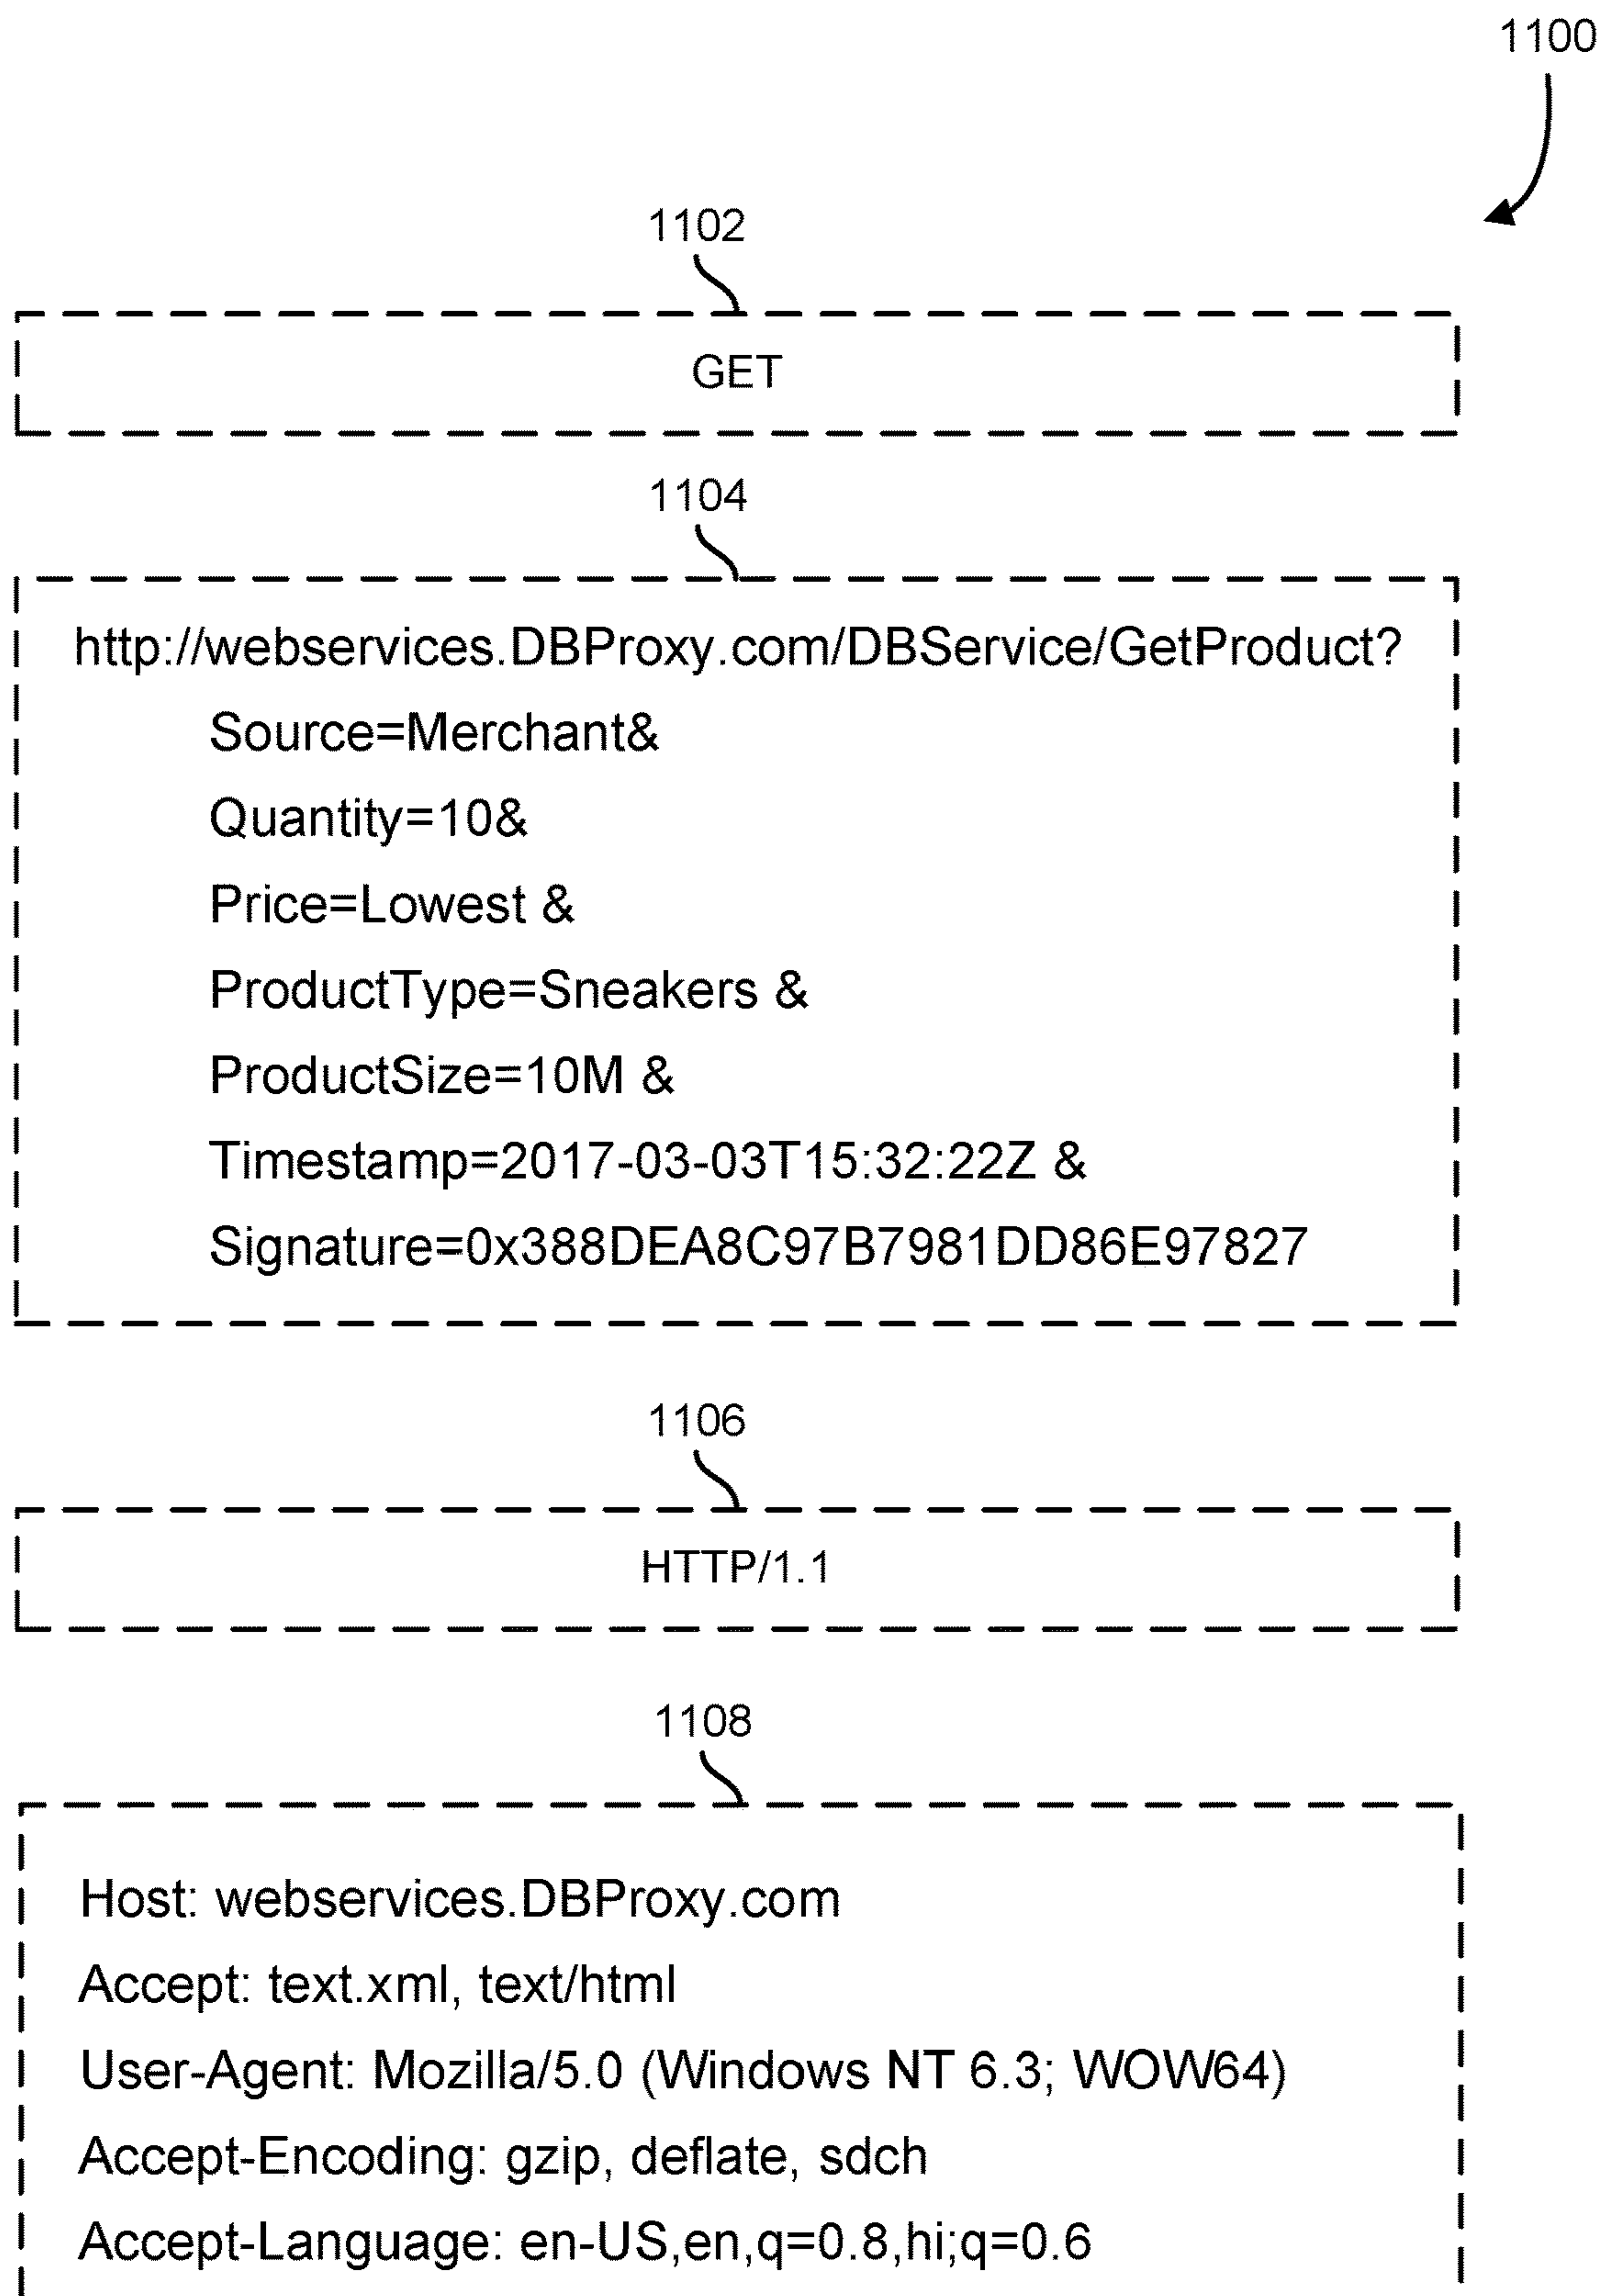 1100
1102
GET
1104
http://webservices.DBProxy.com/DBService/GetProduct?
Source=Merchant&
Quantity=10&
Price=Lowest &
ProductType=Sneakers &
ProductSize=10M &
Timestamp=2017-03-03T15:32:22Z &
Signature=0x388DEA8C97B7981DD86E97827
1106
HTTP/1.1
1108
Host: webservices.DBProxy.com
Accept: text.xml, text/html
User-Agent: Mozilla/5.0 (Windows NT 6.3; WOW64)
Accept-Encoding: gzip, deflate, sdch
Accept-Language: en-US,en,q=0.8,hi;q=0.6